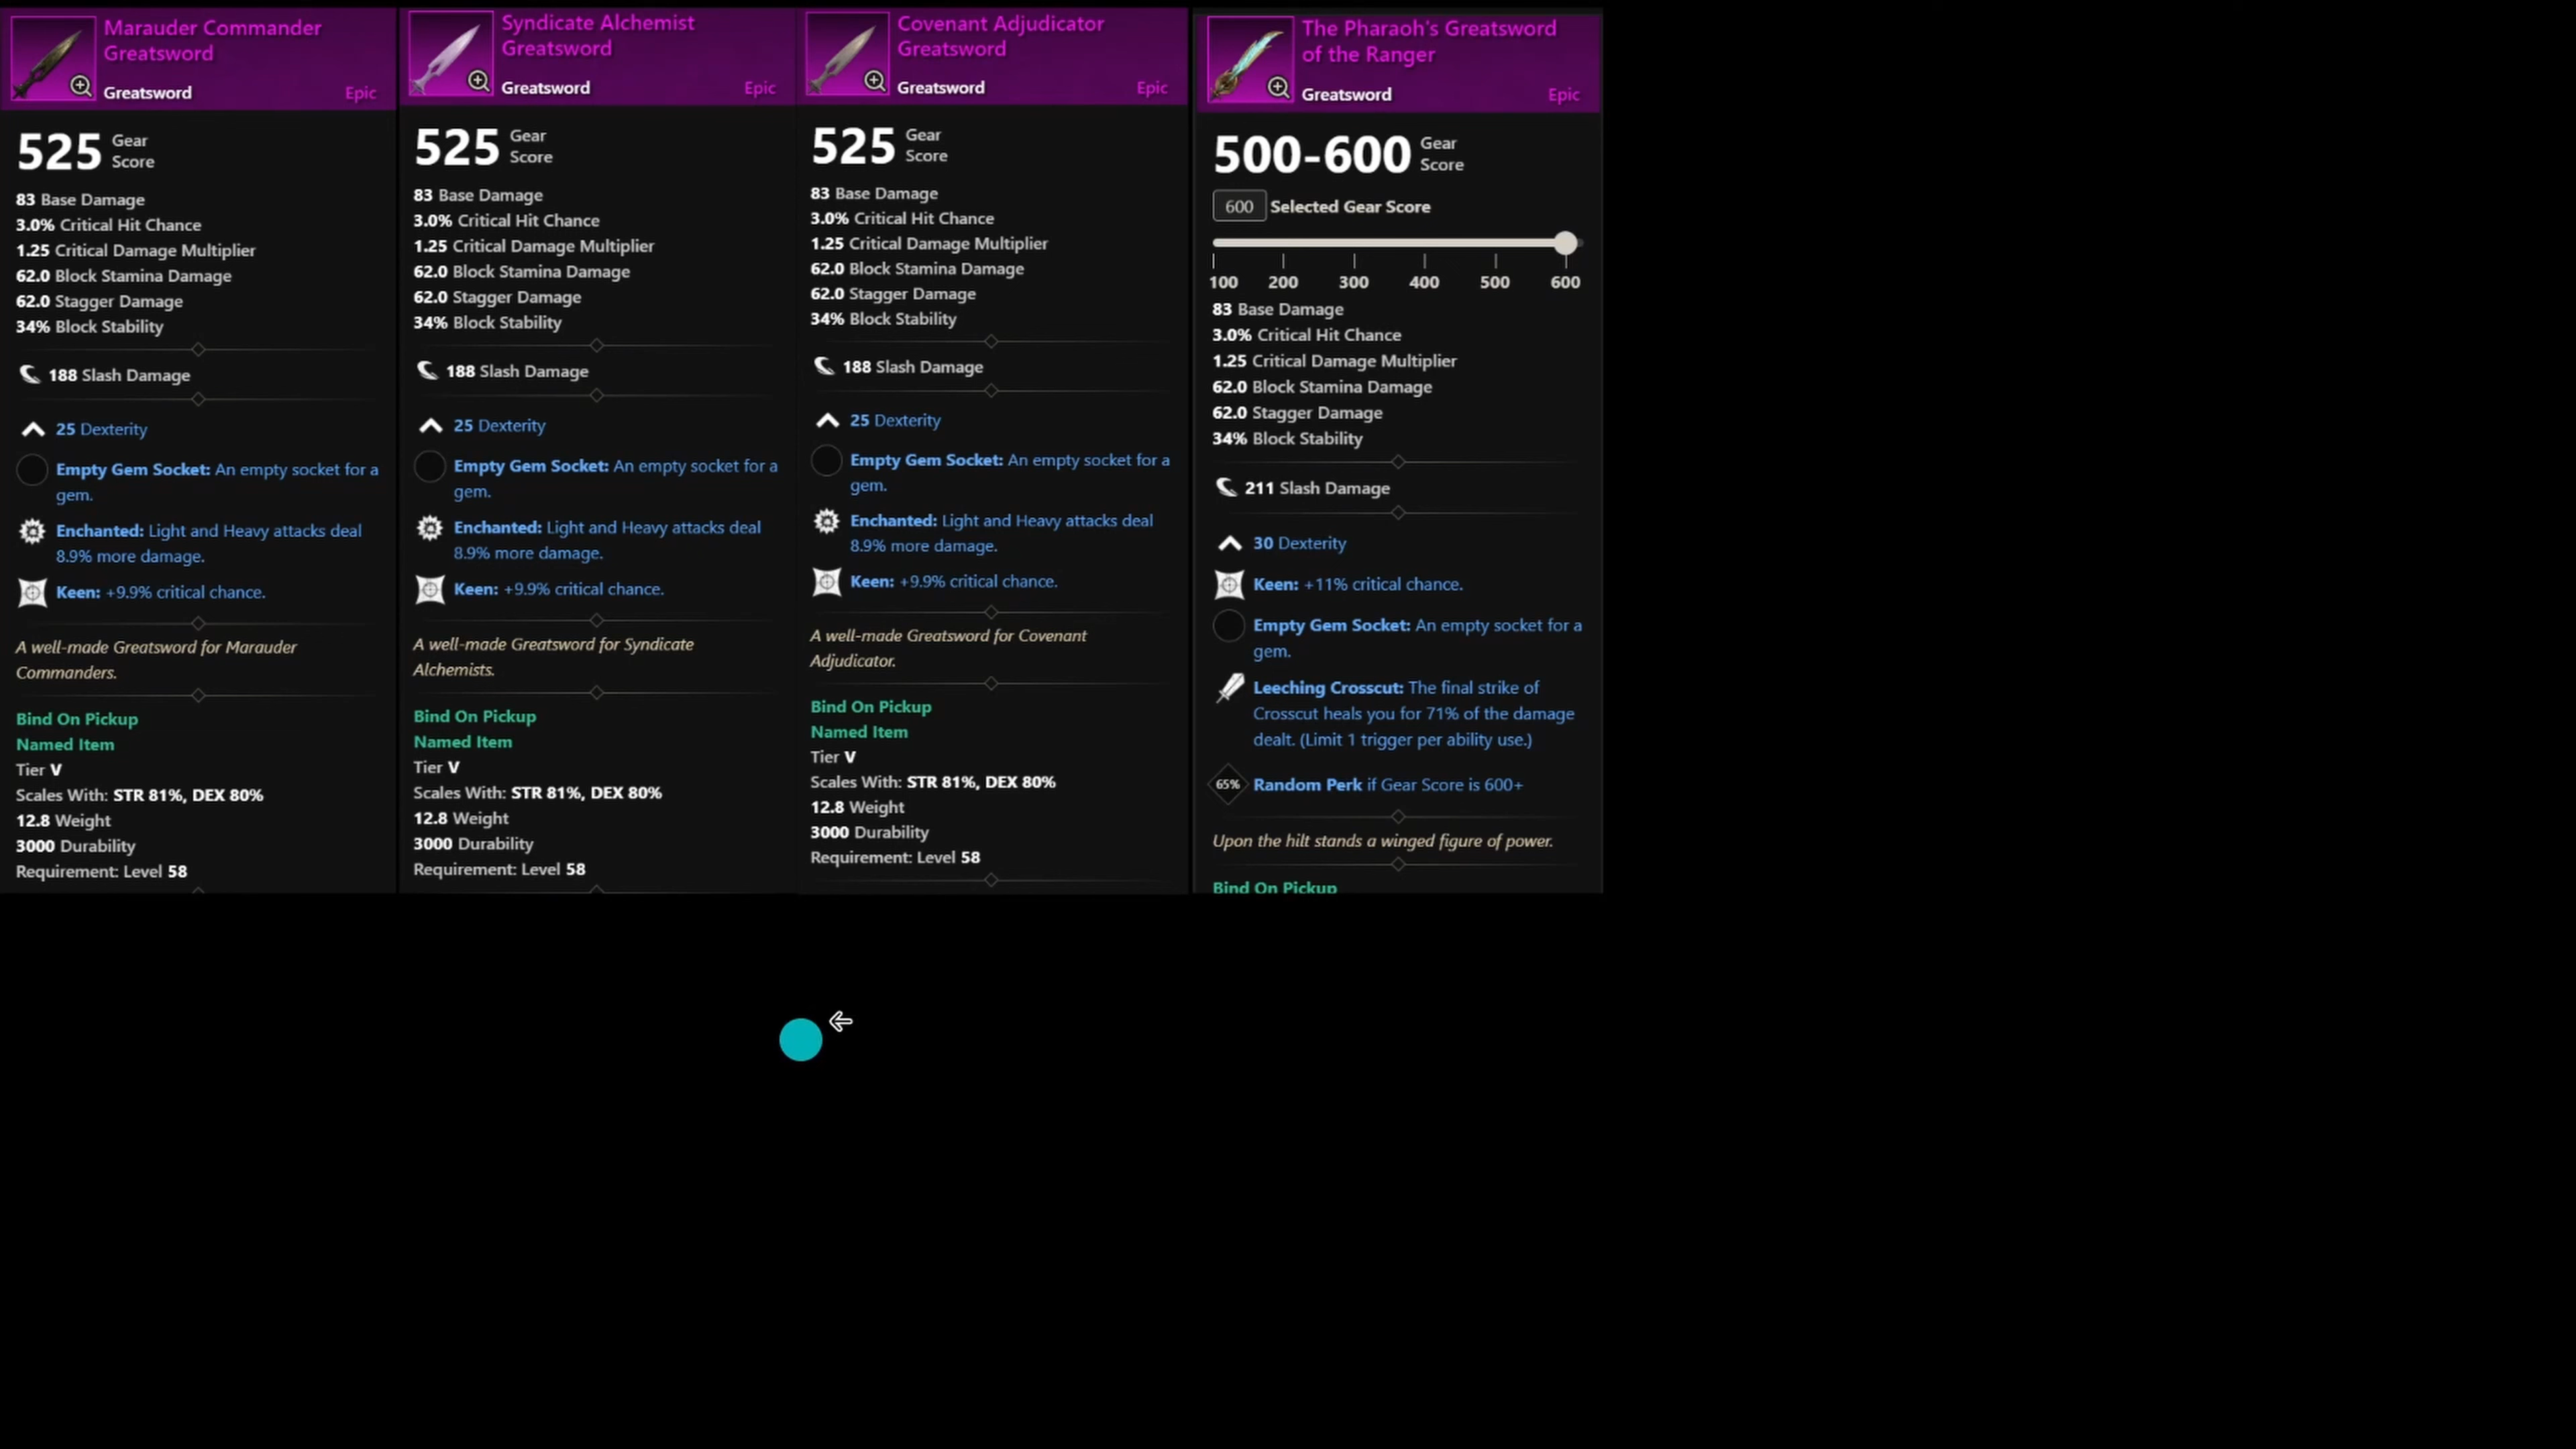 Marauder Commander
Greatsword
Greatsword Epic
525 Gear
Score
83 Base Damage
3.0% Critical Hit Chance
1.25 Critical Damage Multiplier
62.0 Block Stamina Damage
62.0 Stagger Damage
34% Block Stability
188 Slash Damage
25 Dexterity
Empty Gem Socket: An empty socket for a
gem.
Enchanted: Light and Heavy attacks deal
8.9% more damage.
Keen: +9.9% critical chance.
A well-made Greatsword for Marauder
Commanders.
Bind On Pickup
Named Item
Tier V
Scales With: STR 81%, DEX 80%
12.8 Weight
3000 Durability
Requirement: Level 58
Syndicate Alchemist
Greatsword
Greatsword Epic
525 Gear
Score
83 Base Damage
3.0% Critical Hit Chance
1.25 Critical Damage Multiplier
62.0 Block Stamina Damage
62.0 Stagger Damage
34% Block Stability
188 Slash Damage
25 Dexterity
Empty Gem Socket: An empty socket for a
gem.
Enchanted: Light and Heavy attacks deal
8.9% more damage.
Keen: +9.9% critical chance.
A well-made Greatsword for Syndicate
Alchemists.
Bind On Pickup
Named Item
Tier V
Scales With: STR 81%, DEX 80%
12.8 Weight
3000 Durability
Requirement: Level 58
Covenant Adjudicator
Greatsword
Greatsword Epic
525 Gear
Score
83 Base Damage
3.0% Critical Hit Chance
1.25 Critical Damage Multiplier
62.0 Block Stamina Damage
62.0 Stagger Damage
34% Block Stability
188 Slash Damage
25 Dexterity
Empty Gem Socket: An empty socket for a
gem.
Enchanted: Light and Heavy attacks deal
8.9% more damage.
Keen: +9.9% critical chance.
A well-made Greatsword for Covenant
Adjudicator.
Bind On Pickup
Named Item
Tier V
Scales With: STR 81%, DEX 80%
12.8 Weight
3000 Durability
Requirement: Level 58
The Pharaoh's Greatsword
of the Ranger
Greatsword Epic
500-600 Gear
Score
600 Selected Gear Score
100 200 300 400 500 600
83 Base Damage
3.0% Critical Hit Chance
1.25 Critical Damage Multiplier
62.0 Block Stamina Damage
62.0 Stagger Damage
34% Block Stability
211 Slash Damage
30 Dexterity
Keen: +11% critical chance.
Empty Gem Socket: An empty socket for a
gem.
Leeching Crosscut: The final strike of
Crosscut heals you for 71% of the damage
dealt. (Limit 1 trigger per ability use.)
65% Random Perk if Gear Score is 600+
Upon the hilt stands a winged figure of power.
Bind On Pickup